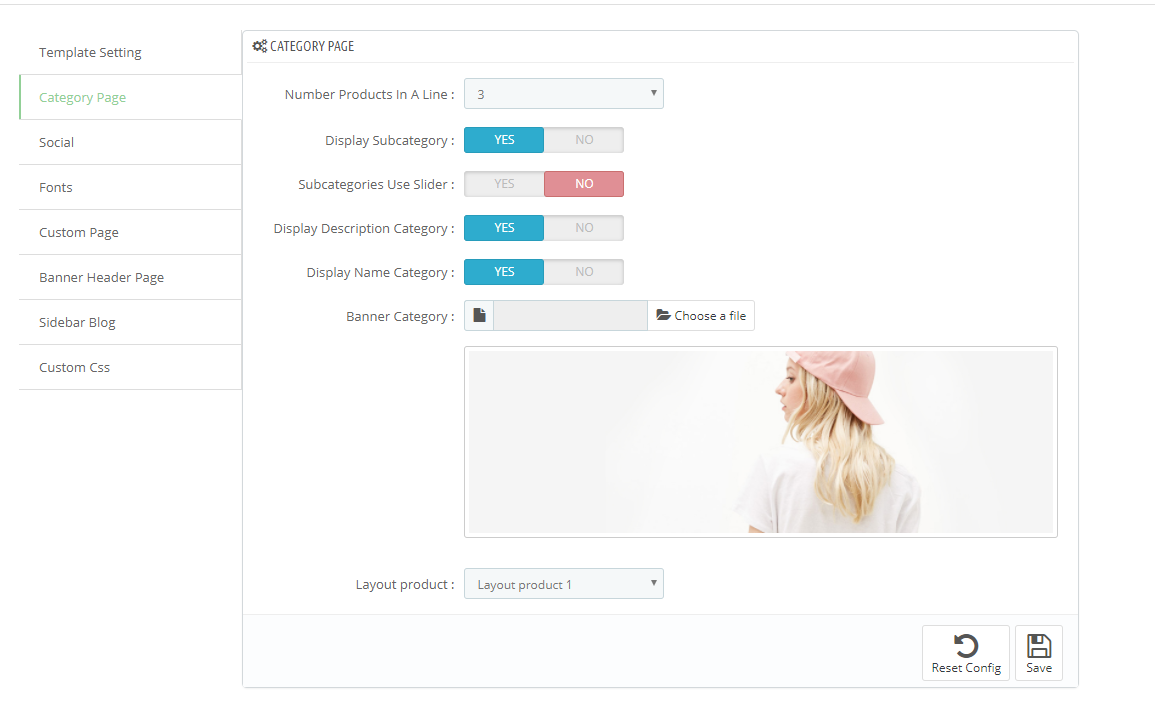 Template Setting
Category Page
Social
Fonts
Custom Page
Banner Header Page
Sidebar Blog
Custom Css
CATEGORY PAGE
Number Products In A Line : 3
Display Subcategory : YES NO
Subcategories Use Slider : YES NO
Display Description Category : YES NO
Display Name Category : YES NO
Banner Category : Choose a file
Layout product : Layout product 1
Reset Config Save